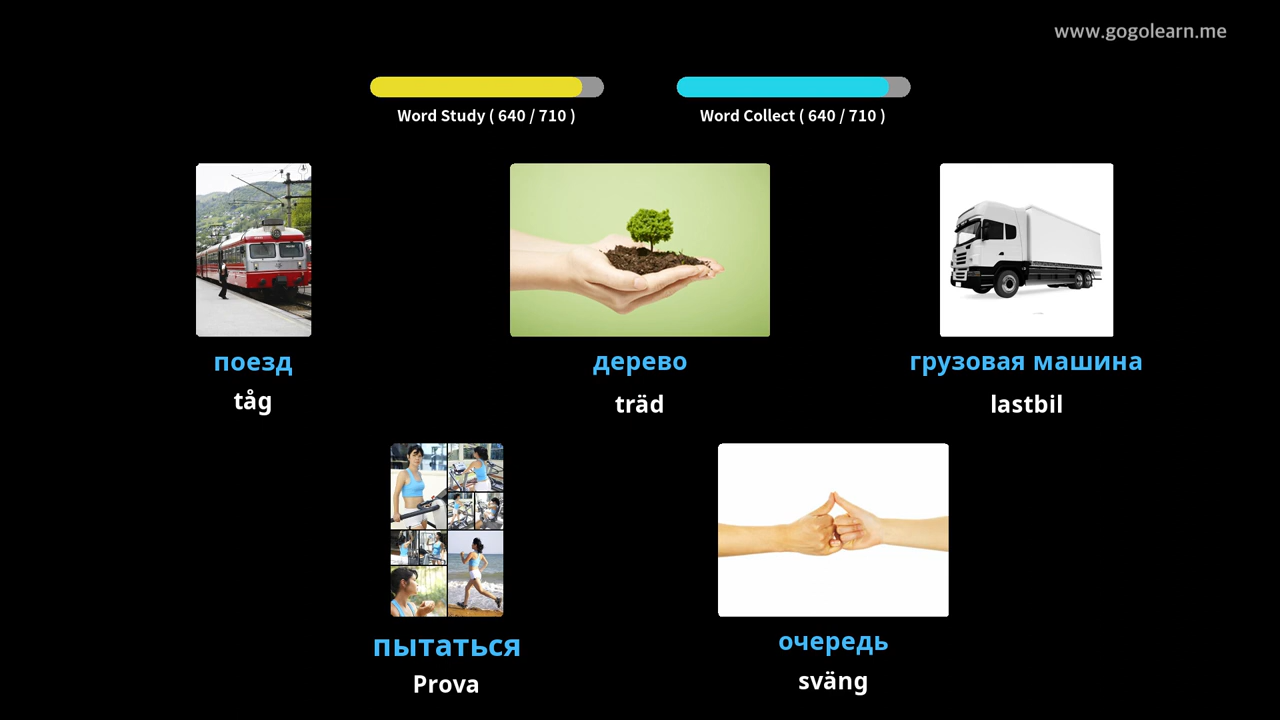 www.gogolearn.me
Word Study ( 640 / 710 )
Word Collect ( 640 / 710 )
поезд
tåg
дерево
träd
грузовая машина
lastbil
пытаться
Prova
очередь
sväng